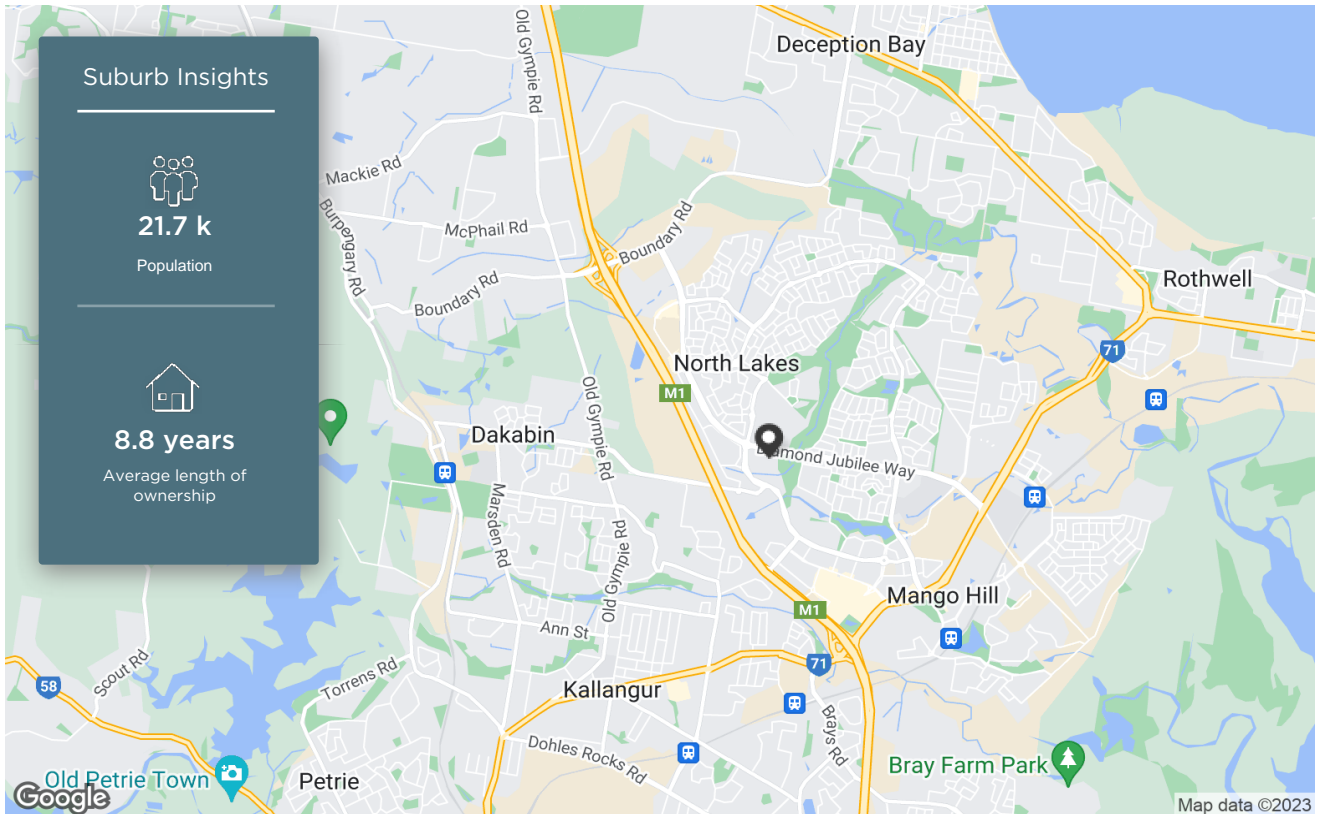 Suburb Insights
21.7 k
Population
8.8 years
Average length of
ownership
Deception Bay
Old Gympie Rd
Mackie Rd
Burpengary Rd
McPhail Rd
Boundary Rd
Boundary Rd
Rothwell
71
North Lakes
M1
Old Gympie Rd
Dakabin
Diamond Jubilee Way
Marsden Rd
Old Gympie Rd
Mango Hill
M1
Ann St
71
Scout Rd
58
Torrens Rd
Kallangur
Brays Rd
Dohles Rocks Rd
Bray Farm Park
Old Petrie Town
Petrie
Google
Map data ©2023